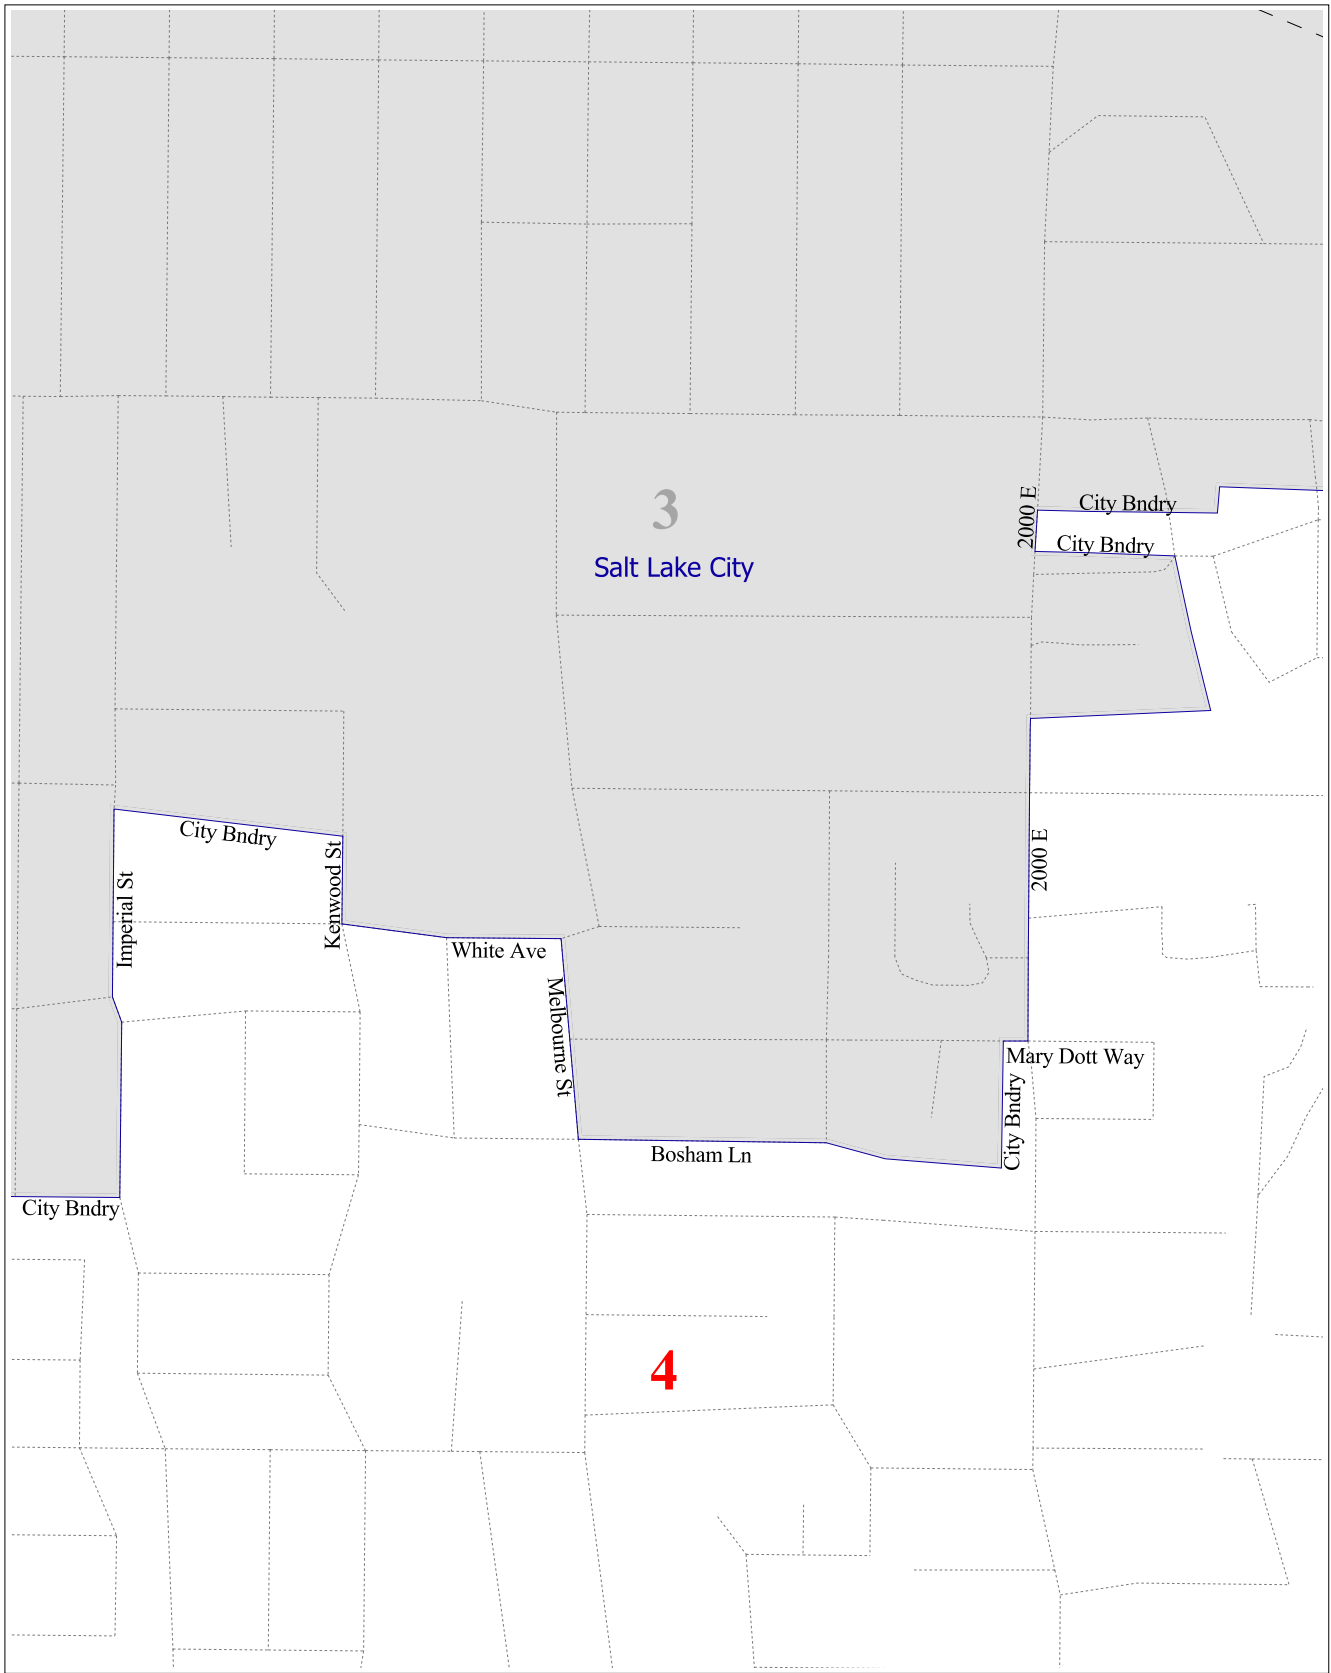 3
Salt Lake City
2000 E
City Bndry
City Bndry
City Bndry
Kenwood St
Imperial St
2000 E
White Ave
Melbourne St
Mary Dott Way
City Bndry
Bosham Ln
City Bndry
4